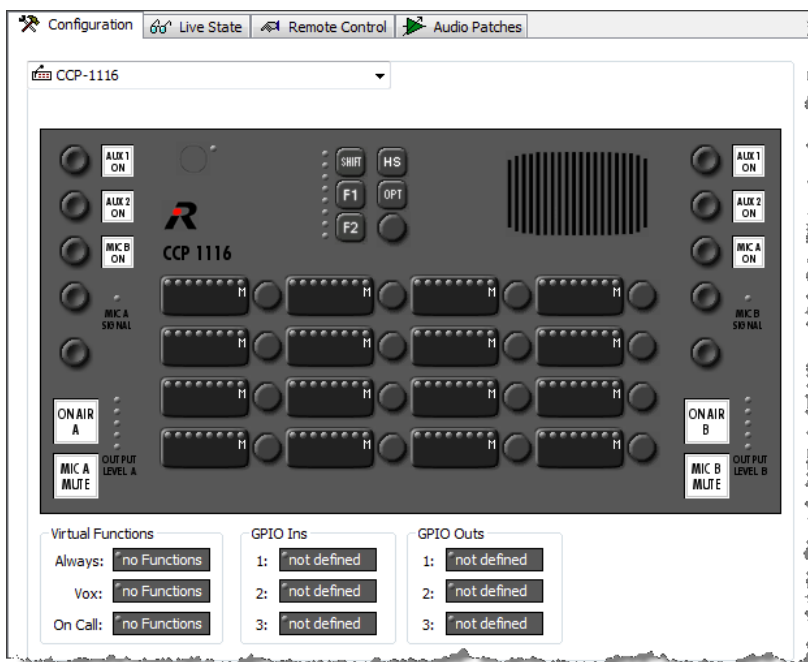 Configuration Live State Remote Control Audio Patches
CCP-1116
AUX 1
ON
AUX 2
ON
MIC B
ON
MIC A
SIGNAL
ON AIR
A
MIC A
MUTE
OUTPUT
LEVEL A
R
CCP 1116
SHIFT HS
F1 OPT
F2
M M M M
M M M M
M M M M
M M M M
AUX 1
ON
AUX 2
ON
MIC A
ON
MIC B
SIGNAL
ON AIR
B
MIC B
MUTE
OUTPUT
LEVEL B
Virtual Functions
Always: no Functions
Vox: no Functions
On Call: no Functions
GPIO Ins
1: not defined
2: not defined
3: not defined
GPIO Outs
1: not defined
2: not defined
3: not defined